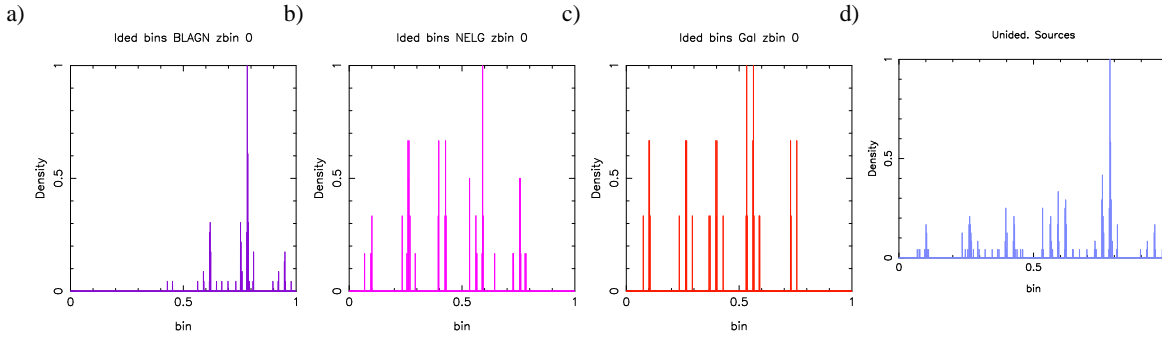 a)
Ided bins BLAGN zbin 0
Density
0
0.5
1
0
0.5
1
bin
b)
Ided bins NELG zbin 0
Density
0
0.5
1
0
0.5
1
bin
c)
Ided bins Gal zbin 0
Density
0
0.5
1
0
0.5
1
bin
d)
Unided. Sources
Density
0
0.5
1
0
0.5
bin